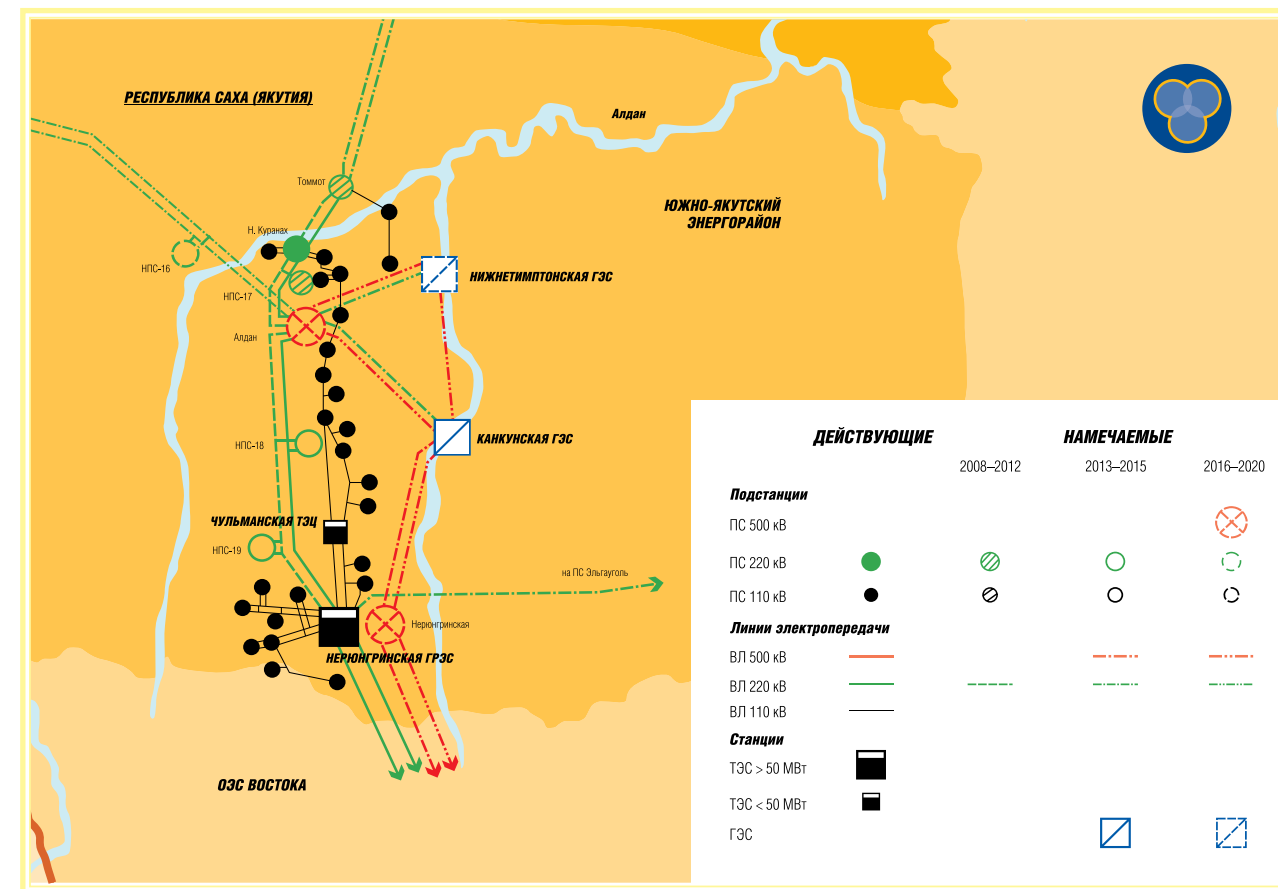 РЕСПУБЛИКА САХА (ЯКУТИЯ)
Алдан
Томмот
ЮЖНО-ЯКУТСКИЙ
ЭНЕРГОРАЙОН
Н. Куранах
НПС-16
НИЖНЕТИМПТОНСКАЯ ГЭС
НПС-17
Алдан
НПС-18
КАНКУНСКАЯ ГЭС
ЧУЛЬМАНСКАЯ ТЭЦ
НПС-19
на ПС Эльгауголь
Нерюнгринская
НЕРЮНГРИНСКАЯ ГРЭС
ОЭС ВОСТОКА
ДЕЙСТВУЮЩИЕ НАМЕЧАЕМЫЕ
2008–2012 2013–2015 2016–2020
Подстанции
ПС 500 кВ
ПС 220 кВ
ПС 110 кВ
Линии электропередачи
ВЛ 500 кВ
ВЛ 220 кВ
ВЛ 110 кВ
Станции
ТЭС > 50 МВт
ТЭС < 50 МВт
ГЭС